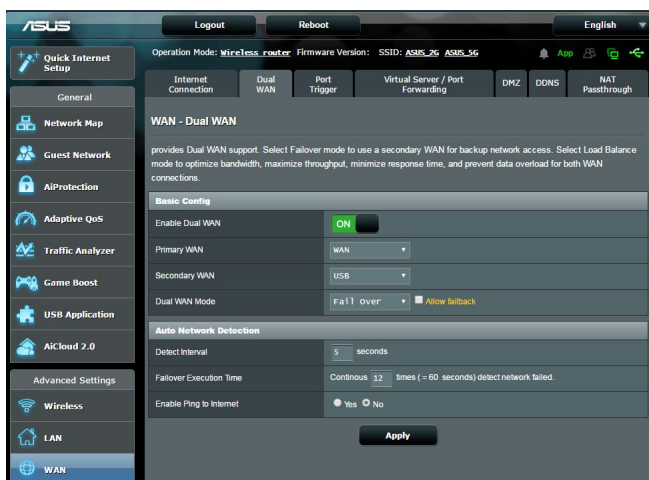 ASUS
Logout
Reboot
English
Quick Internet
Setup
Operation Mode: Wireless router Firmware Version: SSID: ASUS_2G ASUS_5G
App
Internet
Connection
Dual
WAN
Port
Trigger
Virtual Server / Port
Forwarding
DMZ
DDNS
NAT
Passthrough
General
Network Map
Guest Network
AiProtection
Adaptive QoS
Traffic Analyzer
Game Boost
USB Application
AiCloud 2.0
Advanced Settings
Wireless
LAN
WAN
WAN - Dual WAN
provides Dual WAN support. Select Failover mode to use a secondary WAN for backup network access. Select Load Balance
mode to optimize bandwidth, maximize throughput, minimize response time, and prevent data overload for both WAN
connections.
Basic Config
Enable Dual WAN ON
Primary WAN WAN
Secondary WAN USB
Dual WAN Mode Fail Over Allow failback
Auto Network Detection
Detect Interval 5 seconds
Failover Execution Time Continous 12 times ( = 60 seconds) detect network failed.
Enable Ping to Internet Yes No
Apply